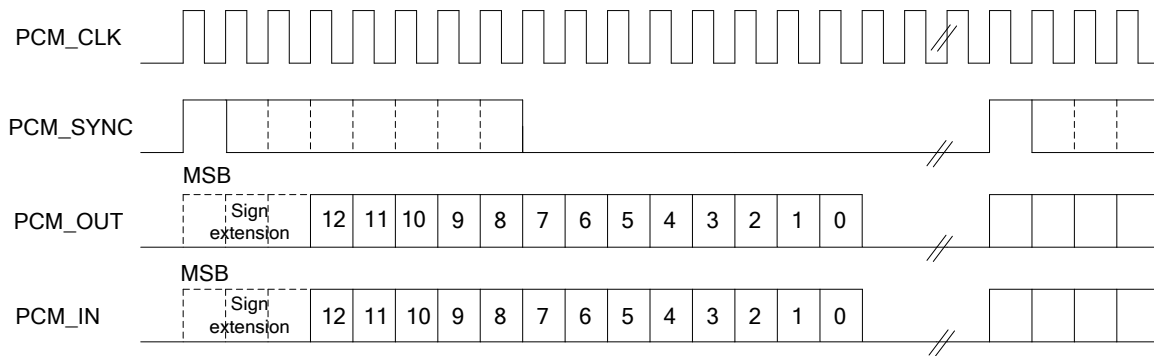 PCM_CLK
PCM_SYNC
MSB
PCM_OUT
Sign
extension
12 11 10 9 8 7 6 5 4 3 2 1 0
MSB
PCM_IN
Sign
extension
12 11 10 9 8 7 6 5 4 3 2 1 0